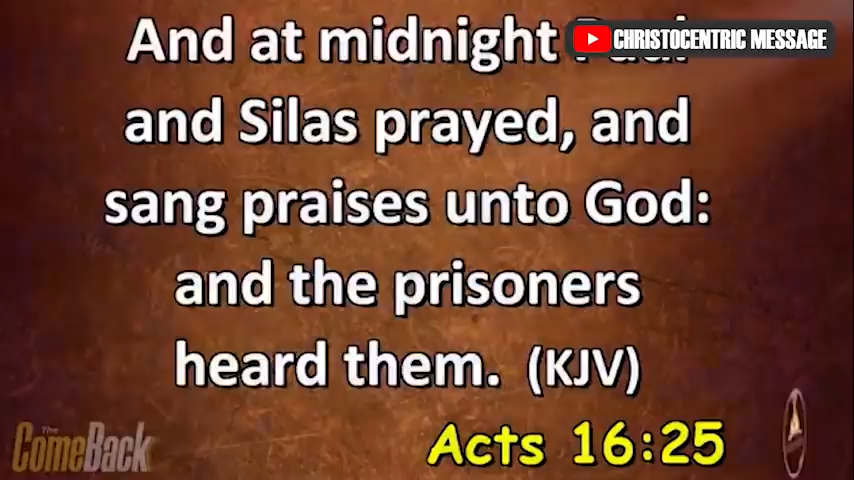 And at midnight
CHRISTOCENTRIC MESSAGE
and Silas prayed, and
sang praises unto God:
and the prisoners
heard them. (KJV)
Acts 16:25
The
ComeBack